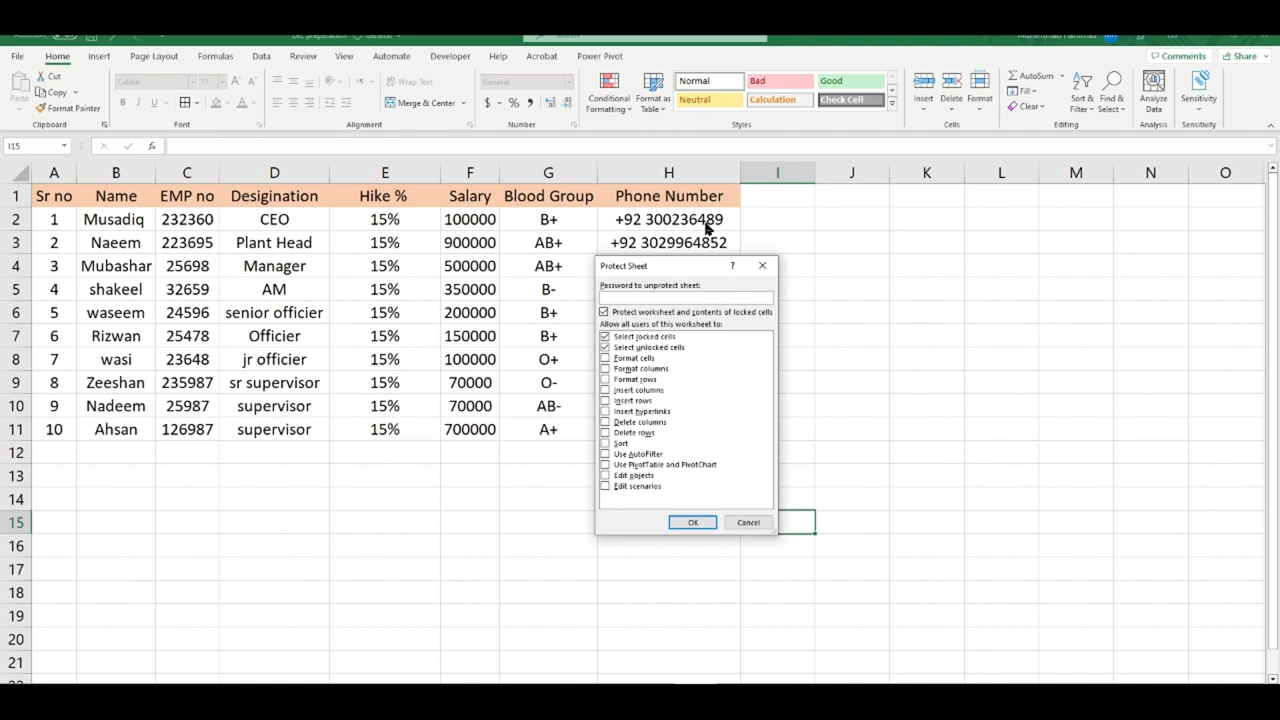 File Home Insert Page Layout Formulas Data Review View Automate Developer Help Acrobat Power Pivot Comments Share
Paste Cut Copy Format Painter
Clipboard
Calibri 11
B I U
Font
Wrap Text
Merge & Center
Alignment
General
$ % ,
Number
Conditional Formatting Format as Table
Normal Bad Good
Neutral Calculation Check Cell
Styles
Insert Delete Format
Cells
AutoSum Fill Clear
Sort & Filter Find & Select
Editing
Analyze Data
Analysis
Sensitivity
Sensitivity
I15 fx
A B C D E F G H I J K L M N O
1 Sr no Name EMP no Desigination Hike % Salary Blood Group Phone Number
2 1 Musadiq 232360 CEO 15% 100000 B+ +92 300236489
3 2 Naeem 223695 Plant Head 15% 900000 AB+ +92 3029964852
4 3 Mubashar 25698 Manager 15% 500000 AB+
5 4 shakeel 32659 AM 15% 350000 B-
6 5 waseem 24596 senior officier 15% 200000 B+
7 6 Rizwan 25478 Officier 15% 150000 B+
8 7 wasi 23648 jr officier 15% 100000 O+
9 8 Zeeshan 235987 sr supervisor 15% 70000 O-
10 9 Nadeem 25987 supervisor 15% 70000 AB-
11 10 Ahsan 126987 supervisor 15% 700000 A+
12
13
14
15
16
17
18
19
20
21
Protect Sheet ?
Password to unprotect sheet:
Protect worksheet and contents of locked cells
Allow all users of this worksheet to:
Select locked cells
Select unlocked cells
Format cells
Format columns
Format rows
Insert columns
Insert rows
Insert hyperlinks
Delete columns
Delete rows
Sort
Use AutoFilter
Use PivotTable and PivotChart
Edit objects
Edit scenarios
OK Cancel